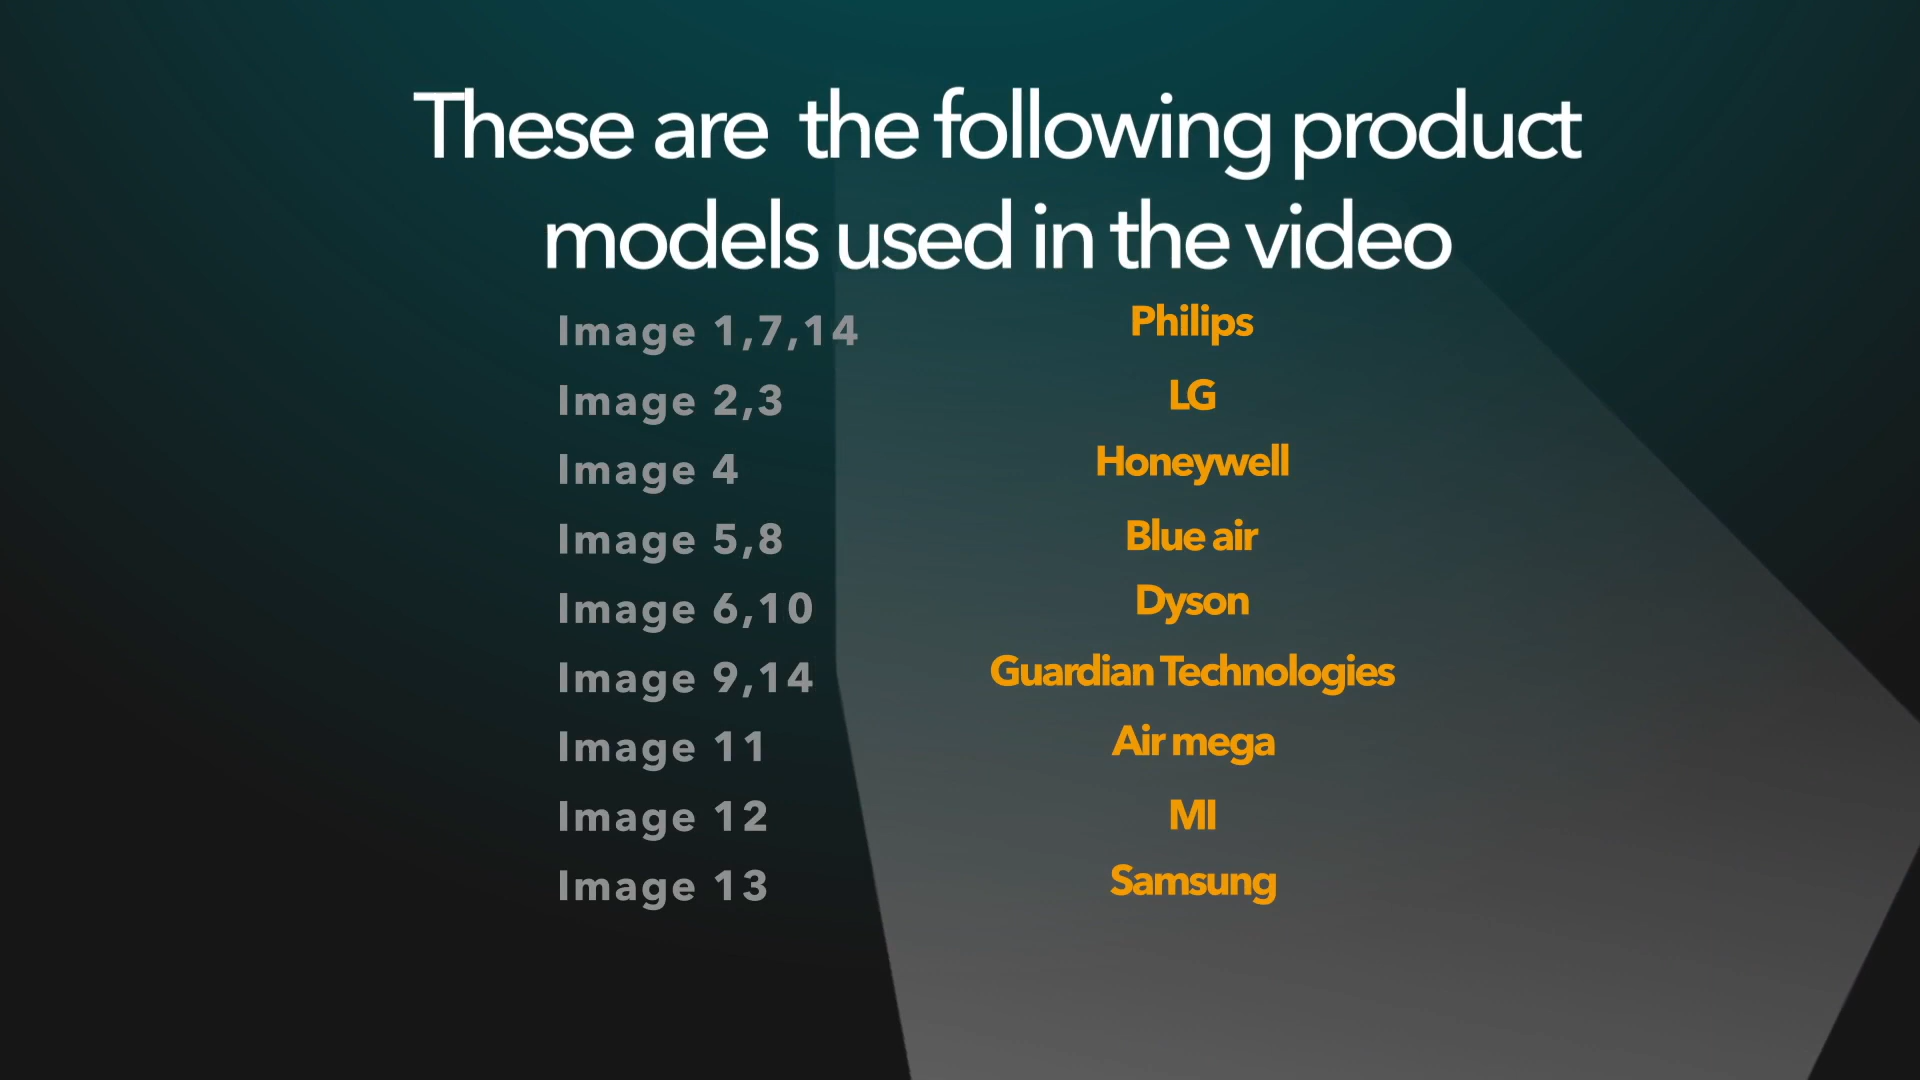 These are the following product
models used in the video
Image 1,7,14 Philips
Image 2,3 LG
Image 4 Honeywell
Image 5,8 Blue air
Image 6,10 Dyson
Image 9,14 Guardian Technologies
Image 11 Air mega
Image 12 MI
Image 13 Samsung